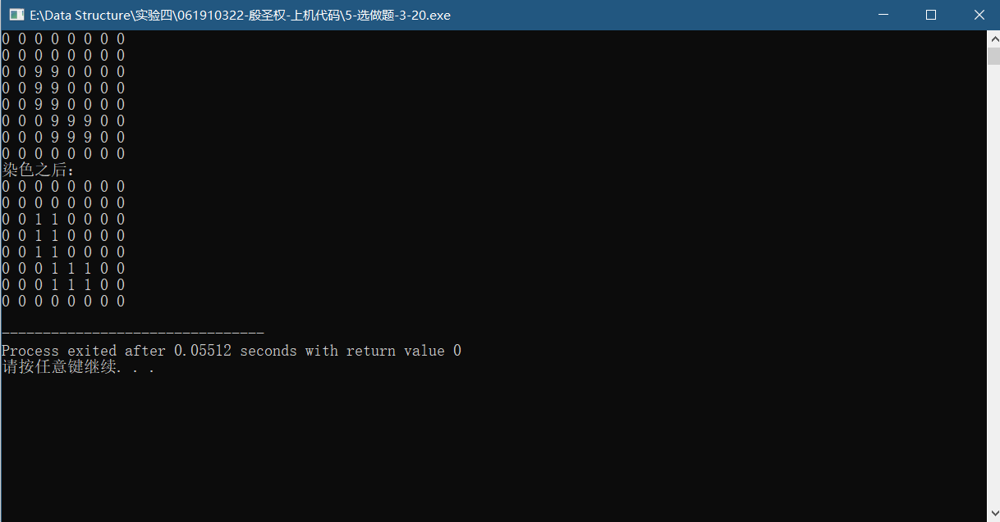 E:\Data Structure\实验四\061910322-殷圣权-上机代码\5-选做题-3-20.exe
0 0 0 0 0 0 0 0
0 0 0 0 0 0 0 0
0 0 9 9 0 0 0 0
0 0 9 9 0 0 0 0
0 0 9 9 0 0 0 0
0 0 0 9 9 9 0 0
0 0 0 9 9 9 0 0
0 0 0 0 0 0 0 0
染色之后：
0 0 0 0 0 0 0 0
0 0 0 0 0 0 0 0
0 0 1 1 0 0 0 0
0 0 1 1 0 0 0 0
0 0 1 1 0 0 0 0
0 0 0 1 1 1 0 0
0 0 0 1 1 1 0 0
0 0 0 0 0 0 0 0
--------------------------------
Process exited after 0.05512 seconds with return value 0
请按任意键继续. . .